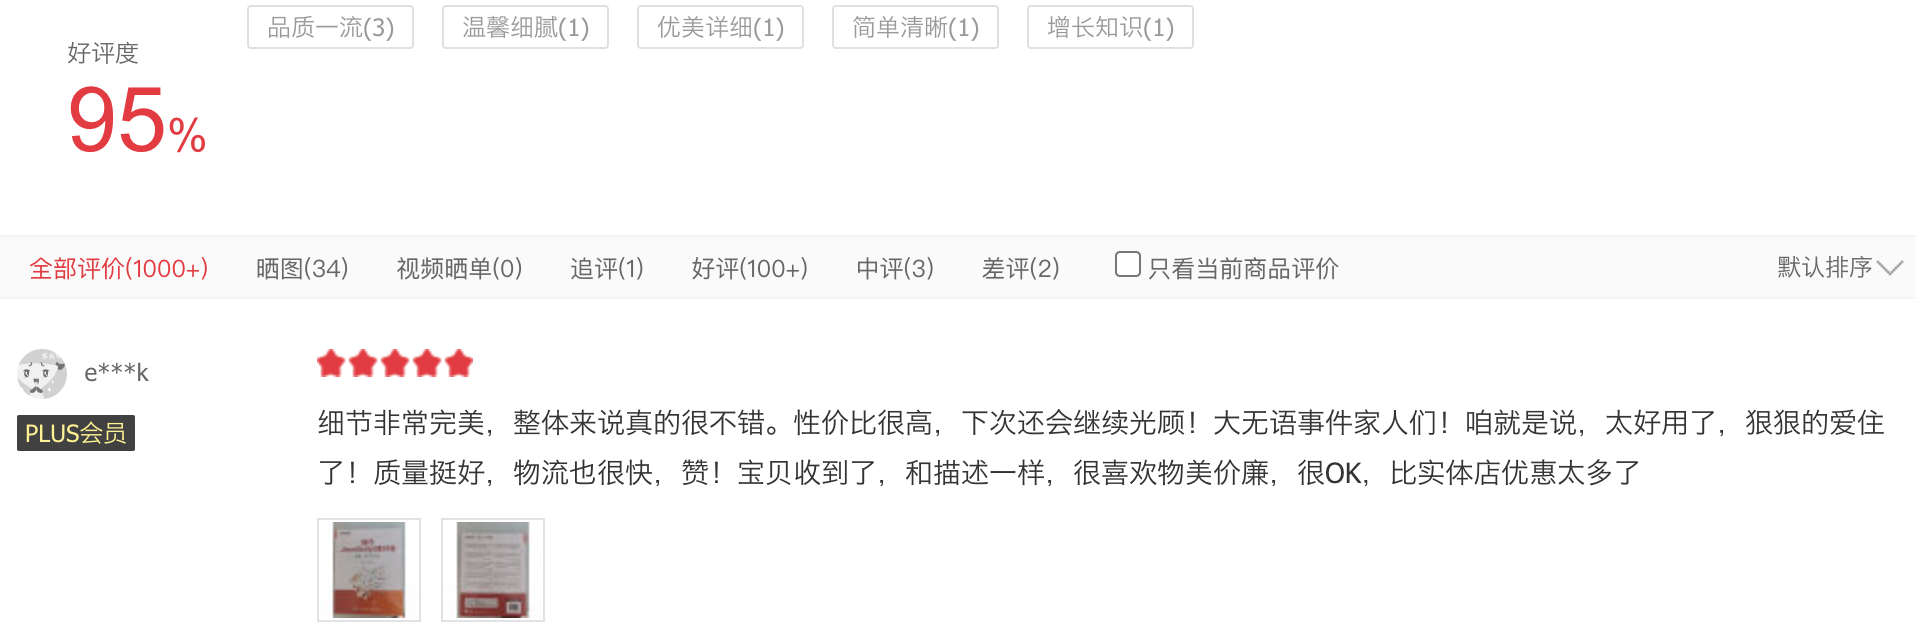 品质一流(3)
温馨细腻(1)
优美详细(1)
简单清晰(1)
增长知识(1)
好评度
95%
全部评价(1000+)
晒图(34)
视频晒单(0)
追评(1)
好评(100+)
中评(3)
差评(2)
只看当前商品评价
默认排序
e***k
PLUS会员
细节非常完美，整体来说真的很不错。性价比很高，下次还会继续光顾！大无语事件家人们！咱就是说，太好用了，狠狠的爱住
了！质量挺好，物流也很快，赞！宝贝收到了，和描述一样，很喜欢物美价廉，很OK，比实体店优惠太多了